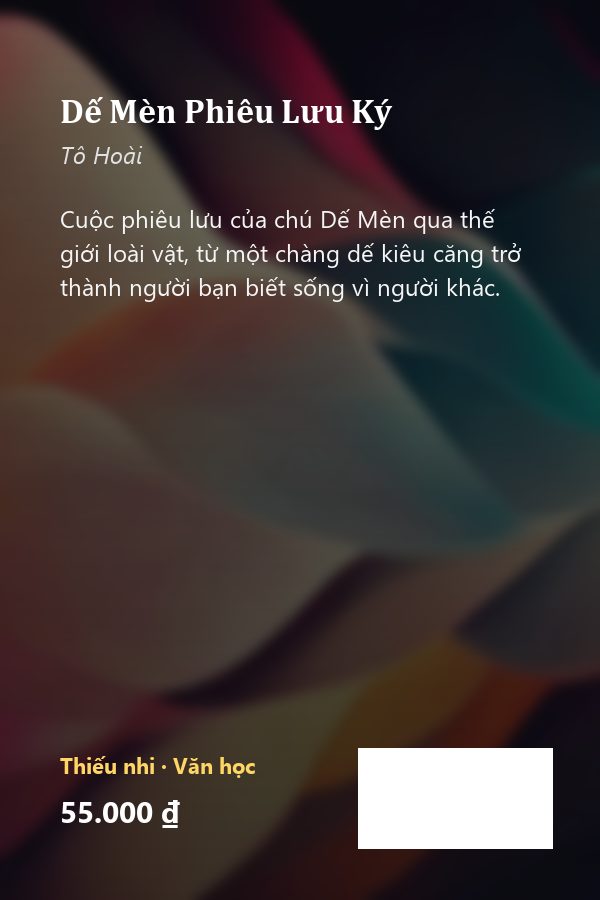 Dế Mèn Phiêu Lưu Ký
Tô Hoài
Cuộc phiêu lưu của chú Dế Mèn qua thế
giới loài vật, từ một chàng dế kiêu căng trở
thành người bạn biết sống vì người khác.
Thiếu nhi · Văn học
55.000 ₫